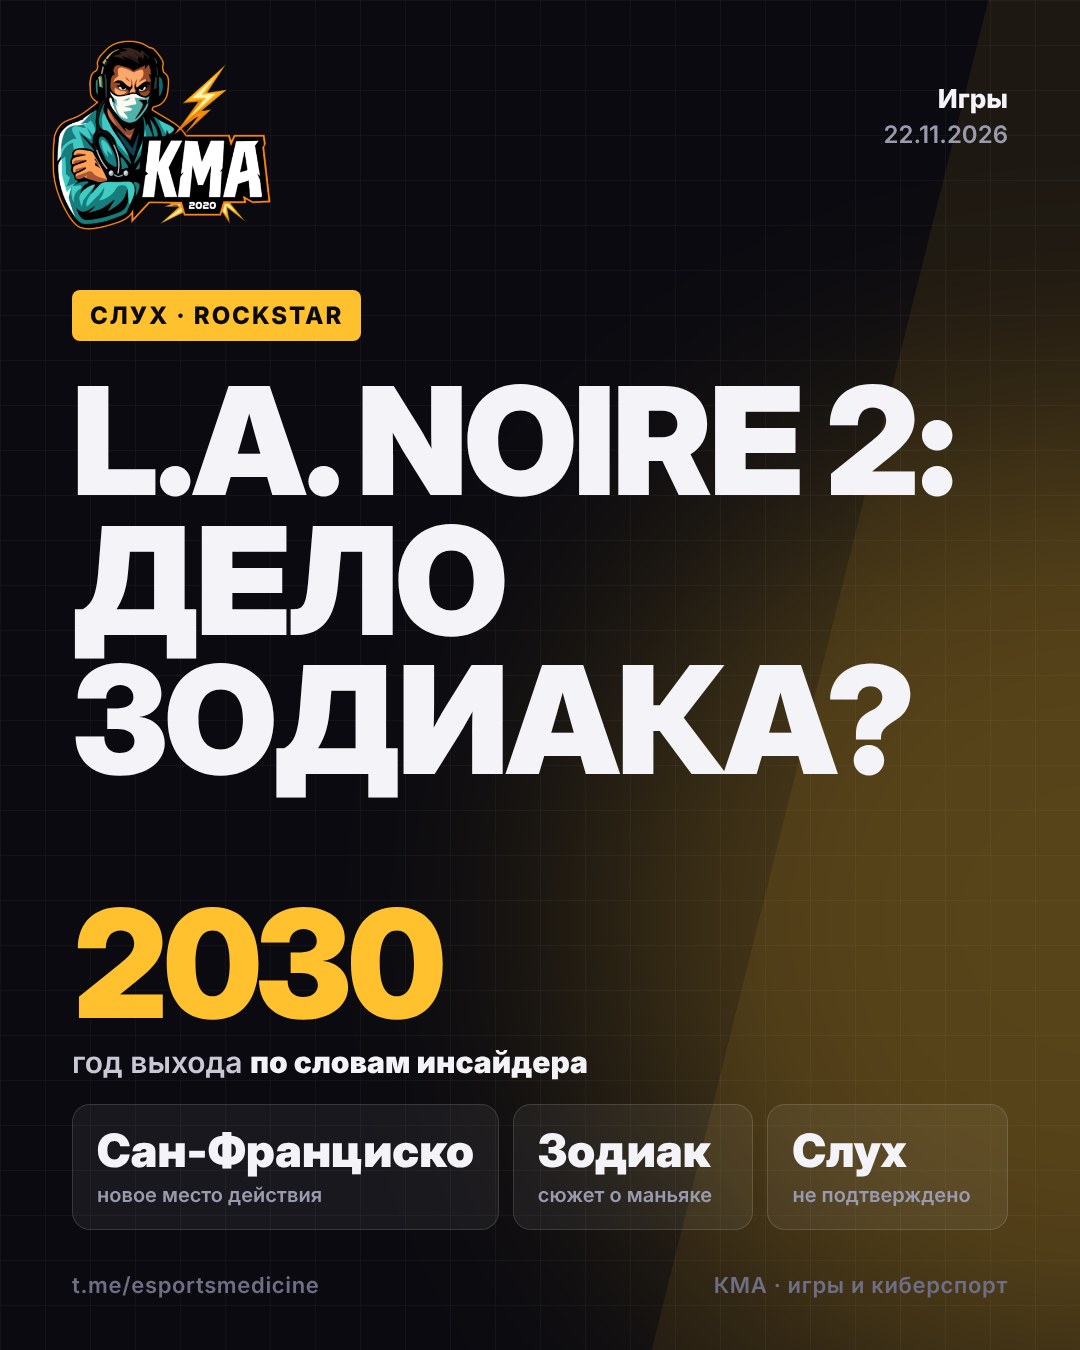 KMA
2020
Игры
22.11.2026
СЛУХ · ROCKSTAR
L.A. NOIRE 2:
ДЕЛО
ЗОДИАКА?
2030
год выхода по словам инсайдера
Сан-Франциско
новое место действия
Зодиак
сюжет о маньяке
Слух
не подтверждено
t.me/esportsmedicine
КМА · игры и киберспорт